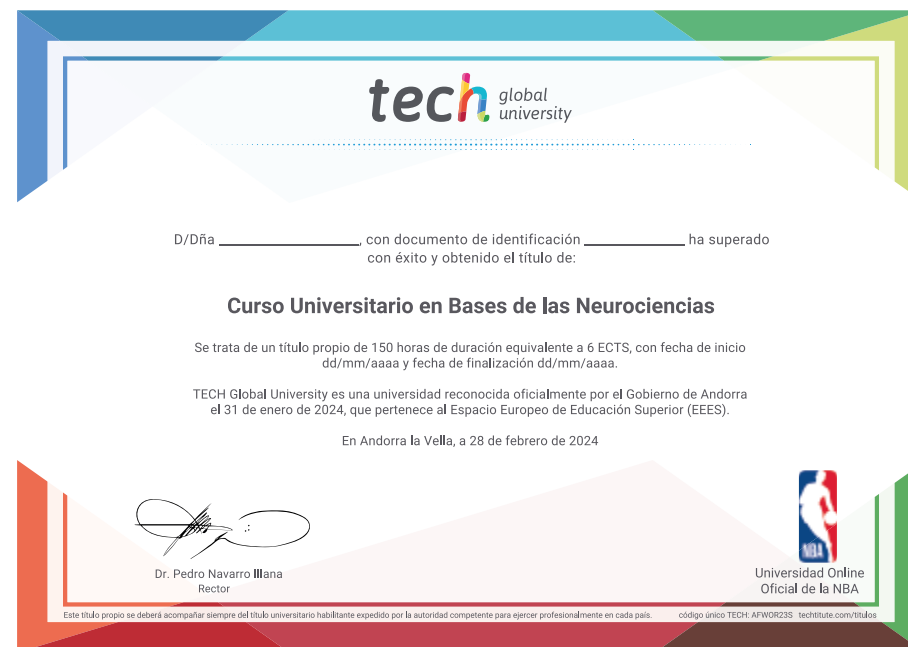 tech global university
D/Dña ____________________, con documento de identificación ______________ ha superado
con éxito y obtenido el título de:
Curso Universitario en Bases de las Neurociencias
Se trata de un título propio de 150 horas de duración equivalente a 6 ECTS, con fecha de inicio
dd/mm/aaaa y fecha de finalización dd/mm/aaaa.
TECH Global University es una universidad reconocida oficialmente por el Gobierno de Andorra
el 31 de enero de 2024, que pertenece al Espacio Europeo de Educación Superior (EEES).
En Andorra la Vella, a 28 de febrero de 2024
Dr. Pedro Navarro Illana
Rector
NBA
Universidad Online
Oficial de la NBA
Este título propio se deberá acompañar siempre del título universitario habilitante expedido por la autoridad competente para ejercer profesionalmente en cada país.
código único TECH: AFWOR23S techtitute.com/titulos